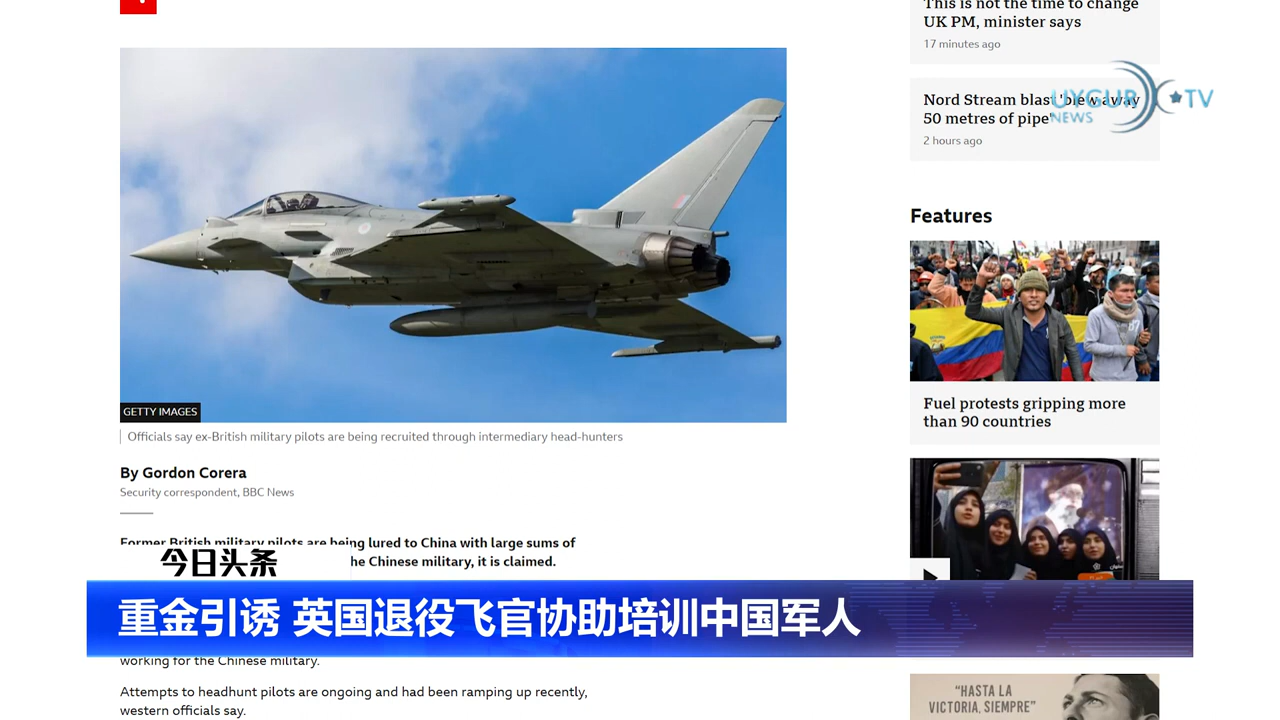 This is not the time to change
UK PM, minister says
17 minutes ago
Nord Stream blast 'blew away
50 metres of pipe'
2 hours ago
UYGUR TV
NEWS
Features
GETTY IMAGES
Officials say ex-British military pilots are being recruited through intermediary head-hunters
Fuel protests gripping more
than 90 countries
By Gordon Corera
Security correspondent, BBC News
Former British military pilots are being lured to China with large sums of
he Chinese military, it is claimed.
今日头条
重金引诱 英国退役飞官协助培训中国军人
working for the Chinese military.
Attempts to headhunt pilots are ongoing and had been ramping up recently,
western officials say.
"HASTA LA
VICTORIA, SIEMPRE"